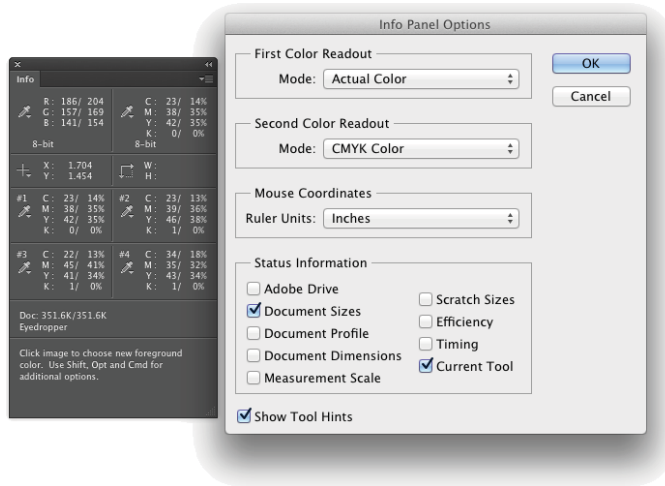 Info
R: 186/ 204
G: 157/ 169
B: 141/ 154
8-bit
C: 23/ 14%
M: 38/ 35%
Y: 42/ 35%
K: 0/ 0%
8-bit
X: 1.704
Y: 1.454
W:
H:
#1 C: 23/ 14%
M: 38/ 35%
Y: 42/ 35%
K: 0/ 0%
#2 C: 23/ 13%
M: 39/ 36%
Y: 46/ 38%
K: 1/ 0%
#3 C: 22/ 13%
M: 45/ 41%
Y: 41/ 34%
K: 1/ 0%
#4 C: 34/ 18%
M: 35/ 32%
Y: 43/ 34%
K: 1/ 0%
Doc: 351.6K/351.6K
Eyedropper
Click image to choose new foreground
color. Use Shift, Opt and Cmd for
additional options.
Info Panel Options
First Color Readout
Mode: Actual Color
Second Color Readout
Mode: CMYK Color
Mouse Coordinates
Ruler Units: Inches
Status Information
Adobe Drive
Document Sizes
Document Profile
Document Dimensions
Measurement Scale
Scratch Sizes
Efficiency
Timing
Current Tool
Show Tool Hints
OK
Cancel